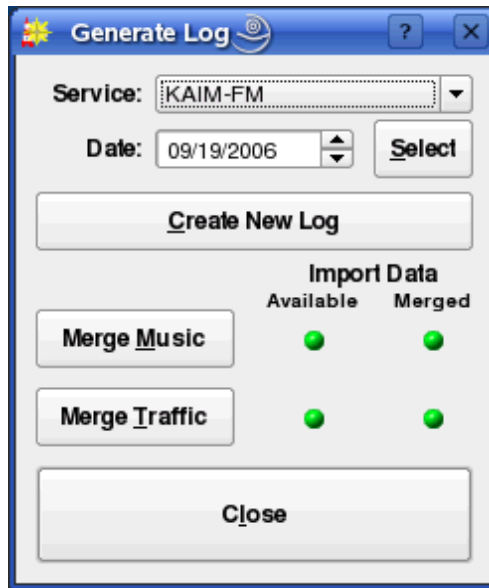 Generate Log
?
Service: KAIM-FM
Date: 09/19/2006 Select
Create New Log
Import Data
Available Merged
Merge Music
Merge Traffic
Close